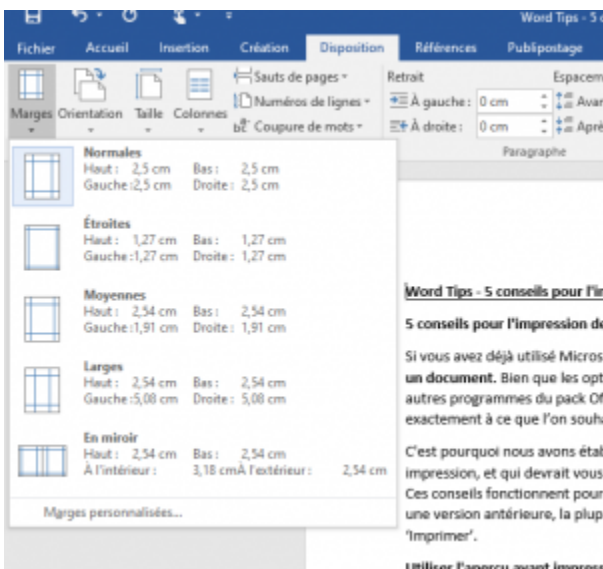 Word Tips - 5 c
Fichier Accueil Insertion Création Disposition Références Publipostage
Marges Orientation Taille Colonnes
Sauts de pages
Numéros de lignes
Coupure de mots
Retrait Espacem
À gauche : 0 cm Avan
À droite : 0 cm Aprè
Paragraphe
Normales
Haut : 2,5 cm Bas : 2,5 cm
Gauche :2,5 cm Droite : 2,5 cm
Étroites
Haut : 1,27 cm Bas : 1,27 cm
Gauche :1,27 cm Droite : 1,27 cm
Moyennes
Haut : 2,54 cm Bas : 2,54 cm
Gauche :1,91 cm Droite : 1,91 cm
Larges
Haut : 2,54 cm Bas : 2,54 cm
Gauche :5,08 cm Droite : 5,08 cm
En miroir
Haut : 2,54 cm Bas : 2,54 cm
À l'intérieur : 3,18 cm À l'extérieur : 2,54 cm
Marges personnalisées...
Word Tips - 5 conseils pour l'i
5 conseils pour l'impression de
Si vous avez déjà utilisé Micros
un document. Bien que les opt
autres programmes du pack Of
exactement à ce que l'on souha
C'est pourquoi nous avons étab
impression, et qui devrait vous
Ces conseils fonctionnent pour
une version antérieure, la plup
'Imprimer'.
Utiliser l'aperçu avant impress